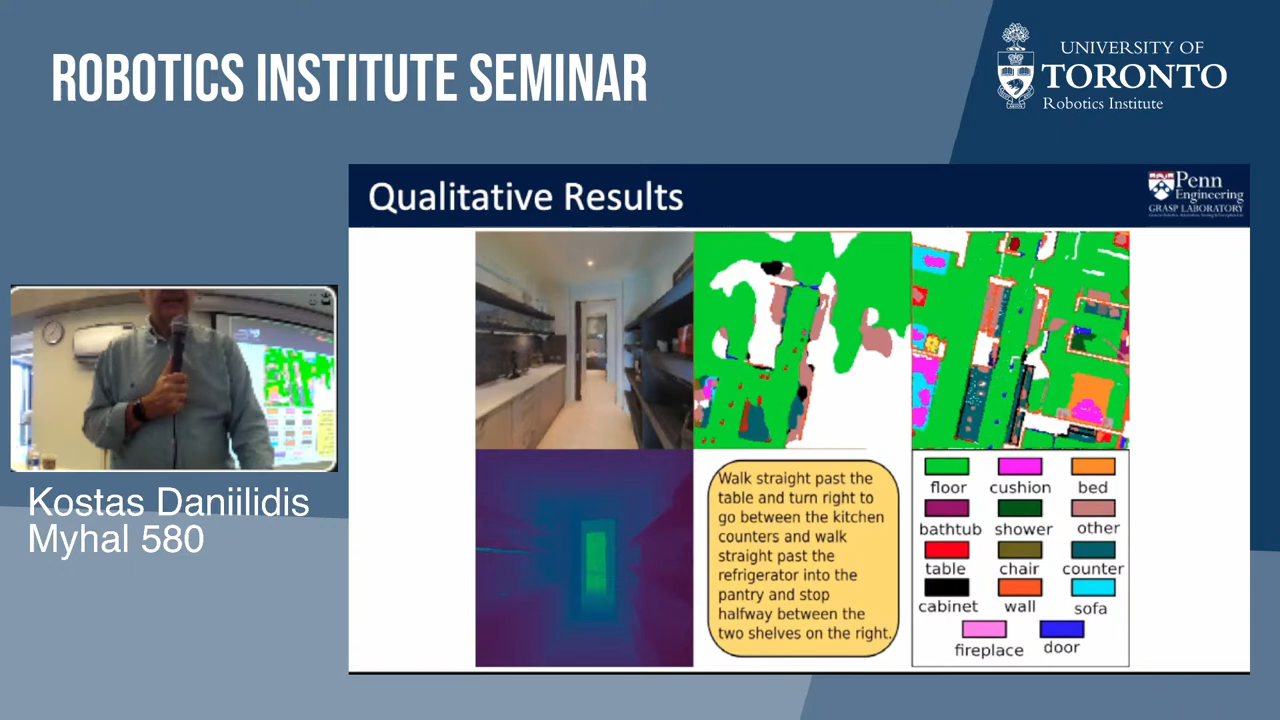 ROBOTICS INSTITUTE SEMINAR
UNIVERSITY OF
TORONTO
Robotics Institute
Qualitative Results
Penn
Engineering
GRASP LABORATORY
Walk straight past the
table and turn right to
go between the kitchen
counters and walk
straight past the
refrigerator into the
pantry and stop
halfway between the
two shelves on the right.
floor cushion bed
bathtub shower other
table chair counter
cabinet wall sofa
fireplace door
Kostas Daniilidis
Myhal 580